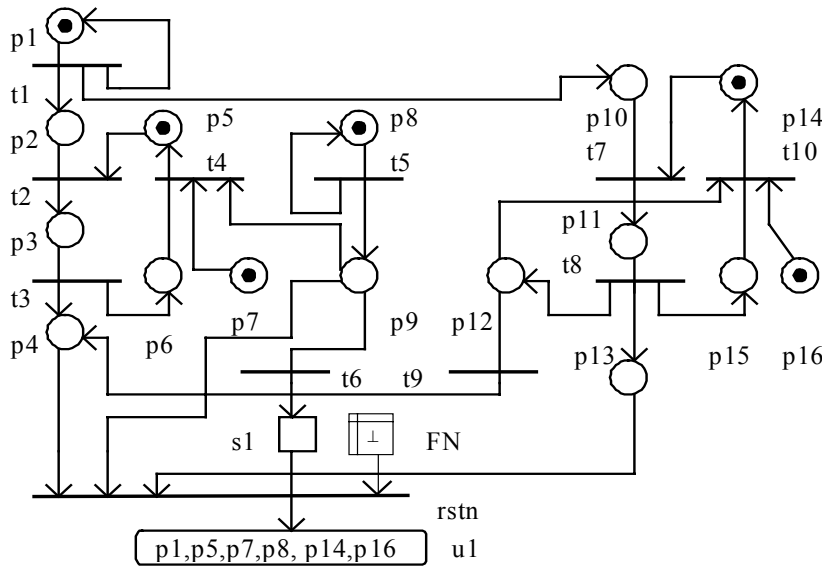 p1
t1
p2
p5
p8
p10
p14
t4
t5
t7
t10
t2
p3
p11
t8
t3
p4
p6
p7
p9
p12
p13
p15
p16
t6
t9
s1
⊥
FN
rstn
p1,p5,p7,p8, p14,p16
u1